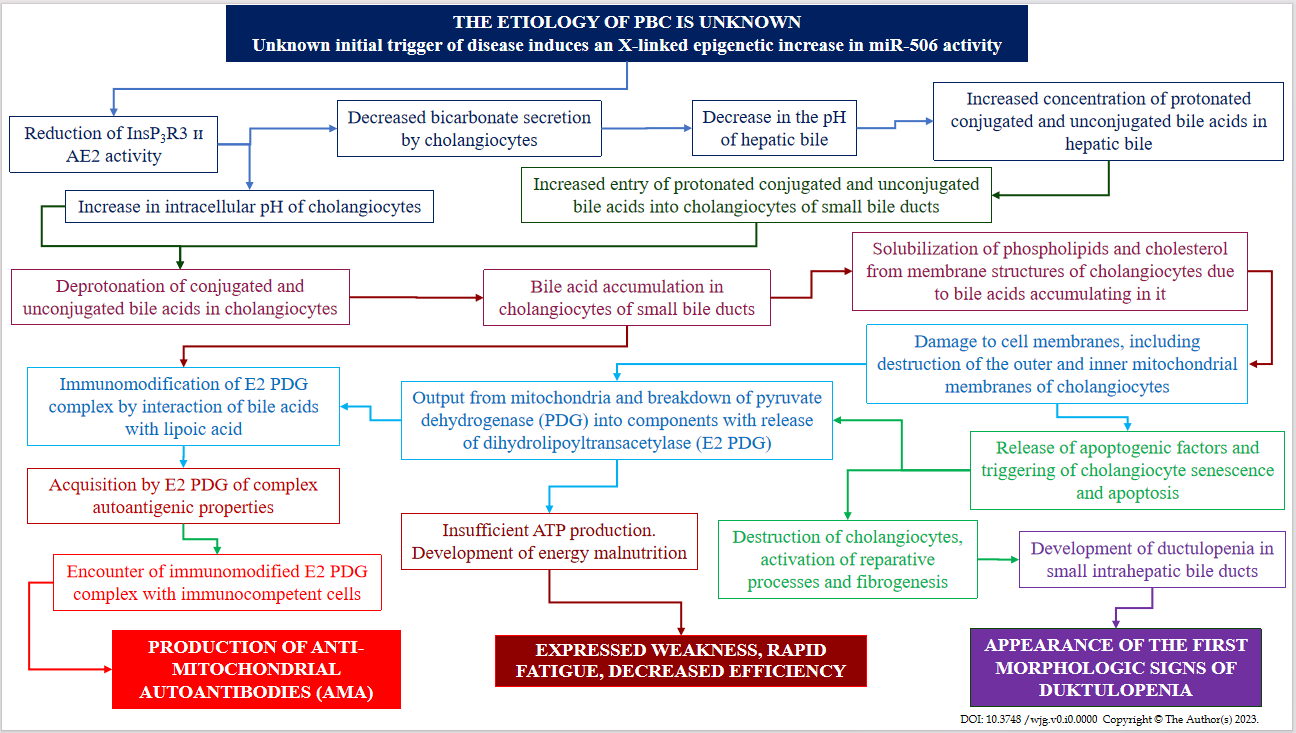 THE ETIOLOGY OF PBC IS UNKNOWN
Unknown initial trigger of disease induces an X-linked epigenetic increase in miR-506 activity
Reduction of InsP₃R3 и
AE2 activity
Decreased bicarbonate secretion
by cholangiocytes
Decrease in the pH
of hepatic bile
Increased concentration of protonated
conjugated and unconjugated bile acids in
hepatic bile
Increase in intracellular pH of cholangiocytes
Increased entry of protonated conjugated and unconjugated
bile acids into cholangiocytes of small bile ducts
Deprotonation of conjugated and
unconjugated bile acids in cholangiocytes
Bile acid accumulation in
cholangiocytes of small bile ducts
Solubilization of phospholipids and cholesterol
from membrane structures of cholangiocytes due
to bile acids accumulating in it
Damage to cell membranes, including
destruction of the outer and inner mitochondrial
membranes of cholangiocytes
Immunomodification of E2 PDG
complex by interaction of bile acids
with lipoic acid
Output from mitochondria and breakdown of pyruvate
dehydrogenase (PDG) into components with release
of dihydrolipoyltransacetylase (E2 PDG)
Release of apoptogenic factors and
triggering of cholangiocyte senescence
and apoptosis
Acquisition by E2 PDG of complex
autoantigenic properties
Insufficient ATP production.
Development of energy malnutrition
Destruction of cholangiocytes,
activation of reparative
processes and fibrogenesis
Development of ductulopenia in
small intrahepatic bile ducts
Encounter of immunomodified E2 PDG
complex with immunocompetent cells
PRODUCTION OF ANTI-
MITOCHONDRIAL
AUTOANTIBODIES (AMA)
EXPRESSED WEAKNESS, RAPID
FATIGUE, DECREASED EFFICIENCY
APPEARANCE OF THE FIRST
MORPHOLOGIC SIGNS OF
DUKTULOPENIA
DOI: 10.3748 /wjg.v0.i0.0000 Copyright © The Author(s) 2023.